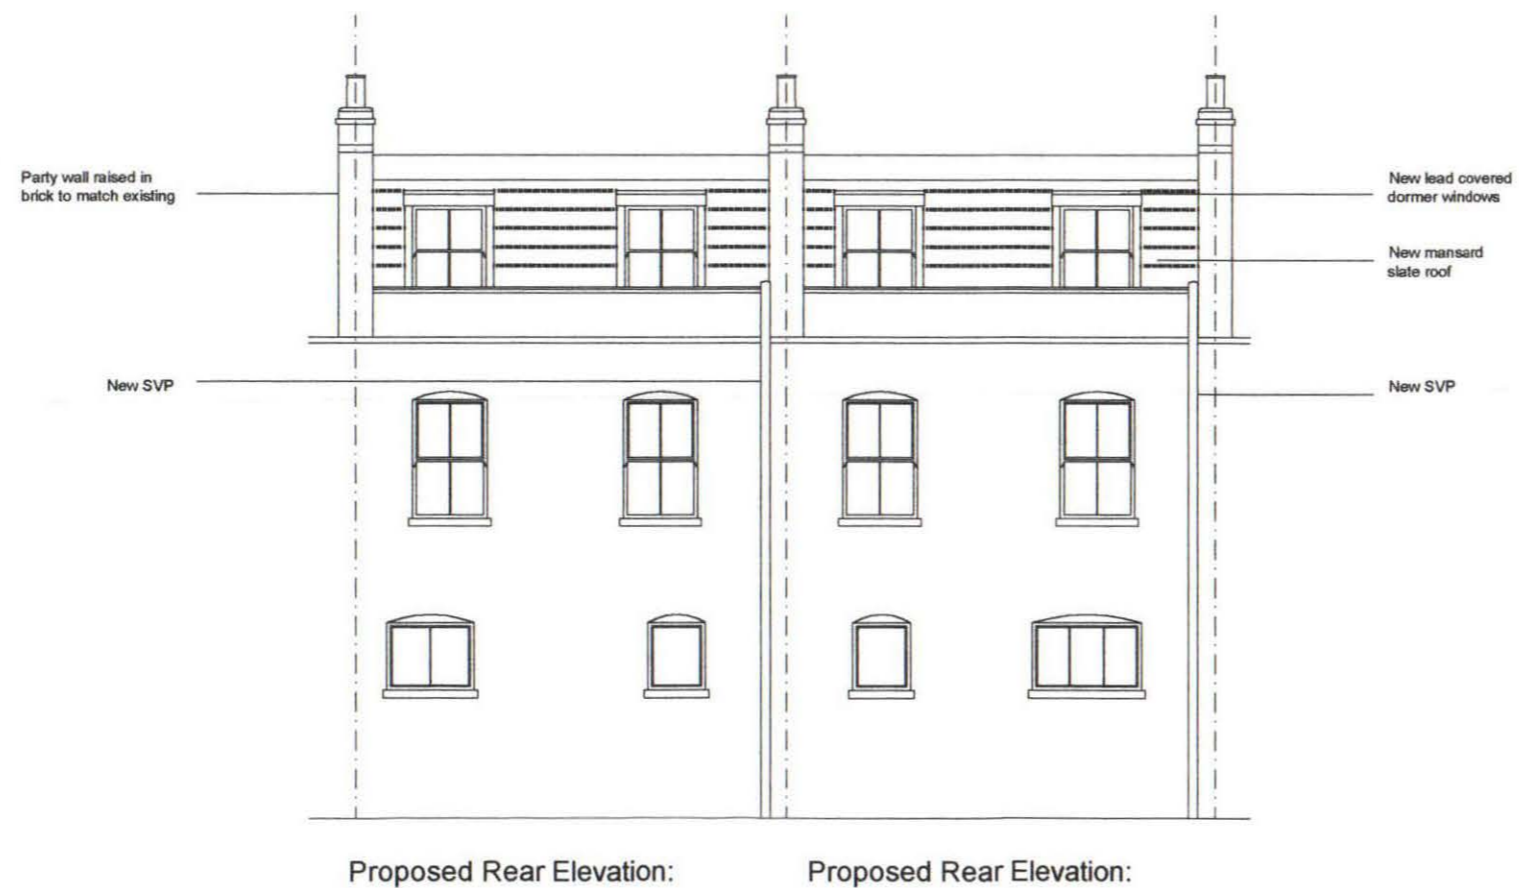 Party wall raised in
brick to match existing
New SVP
New lead covered
dormer windows
New mansard
slate roof
New SVP
Proposed Rear Elevation:
Proposed Rear Elevation: